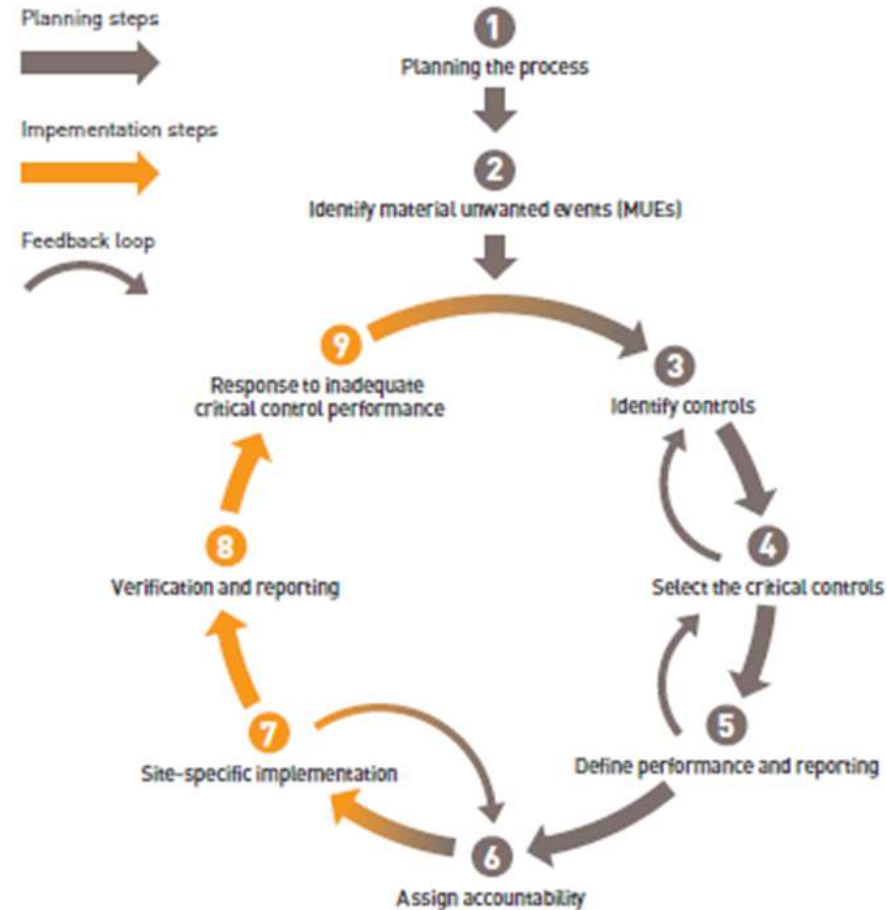 Planning steps
Impementation steps
Feedback loop
1
Planning the process
2
Identify material unwanted events (MUEs)
3
Identify controls
4
Select the critical controls
5
Define performance and reporting
6
Assign accountability
7
Site-specific implementation
8
Verification and reporting
9
Response to inadequate
critical control performance